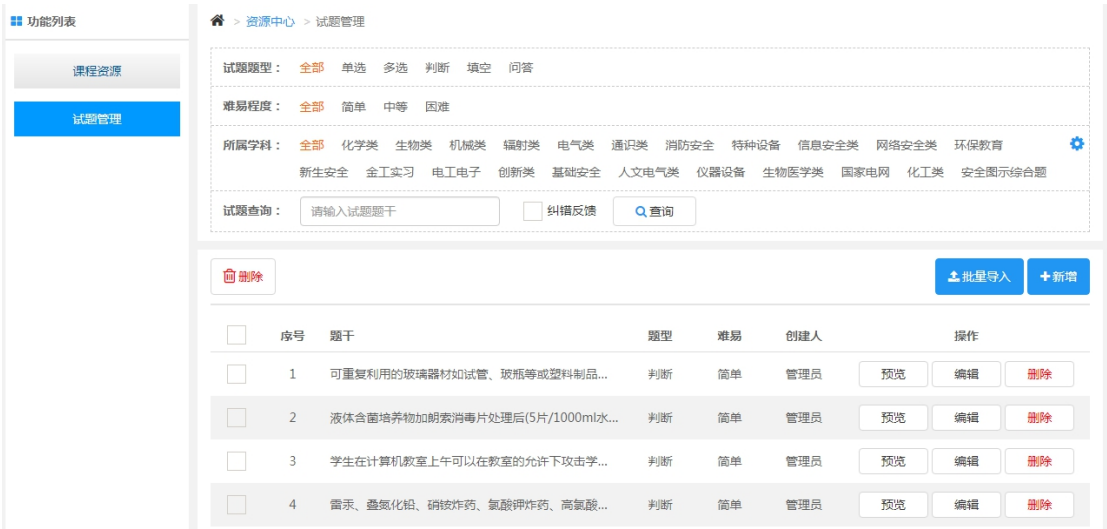 功能列表
课程资源
试题管理
> 资源中心 > 试题管理
试题题型： 全部 单选 多选 判断 填空 问答
难易程度： 全部 简单 中等 困难
所属学科： 全部 化学类 生物类 机械类 辐射类 电气类 通识类 消防安全 特种设备 信息安全类 网络安全类 环保教育
新生安全 金工实习 电工电子 创新类 基础安全 人文电气类 仪器设备 生物医学类 国家电网 化工类 安全图示综合题
试题查询： 请输入试题题干 纠错反馈 查询
删除 批量导入 +新增
序号 题干 题型 难易 创建人 操作
1 可重复利用的玻璃器材如试管、玻瓶等或塑料制品... 判断 简单 管理员 预览 编辑 删除
2 液体含菌培养物加朗索消毒片处理后(5片/1000ml水... 判断 简单 管理员 预览 编辑 删除
3 学生在计算机教室上午可以在教室的允许下攻击学... 判断 简单 管理员 预览 编辑 删除
4 雷汞、叠氮化铅、硝铵炸药、氯酸钾炸药、高氯酸... 判断 简单 管理员 预览 编辑 删除